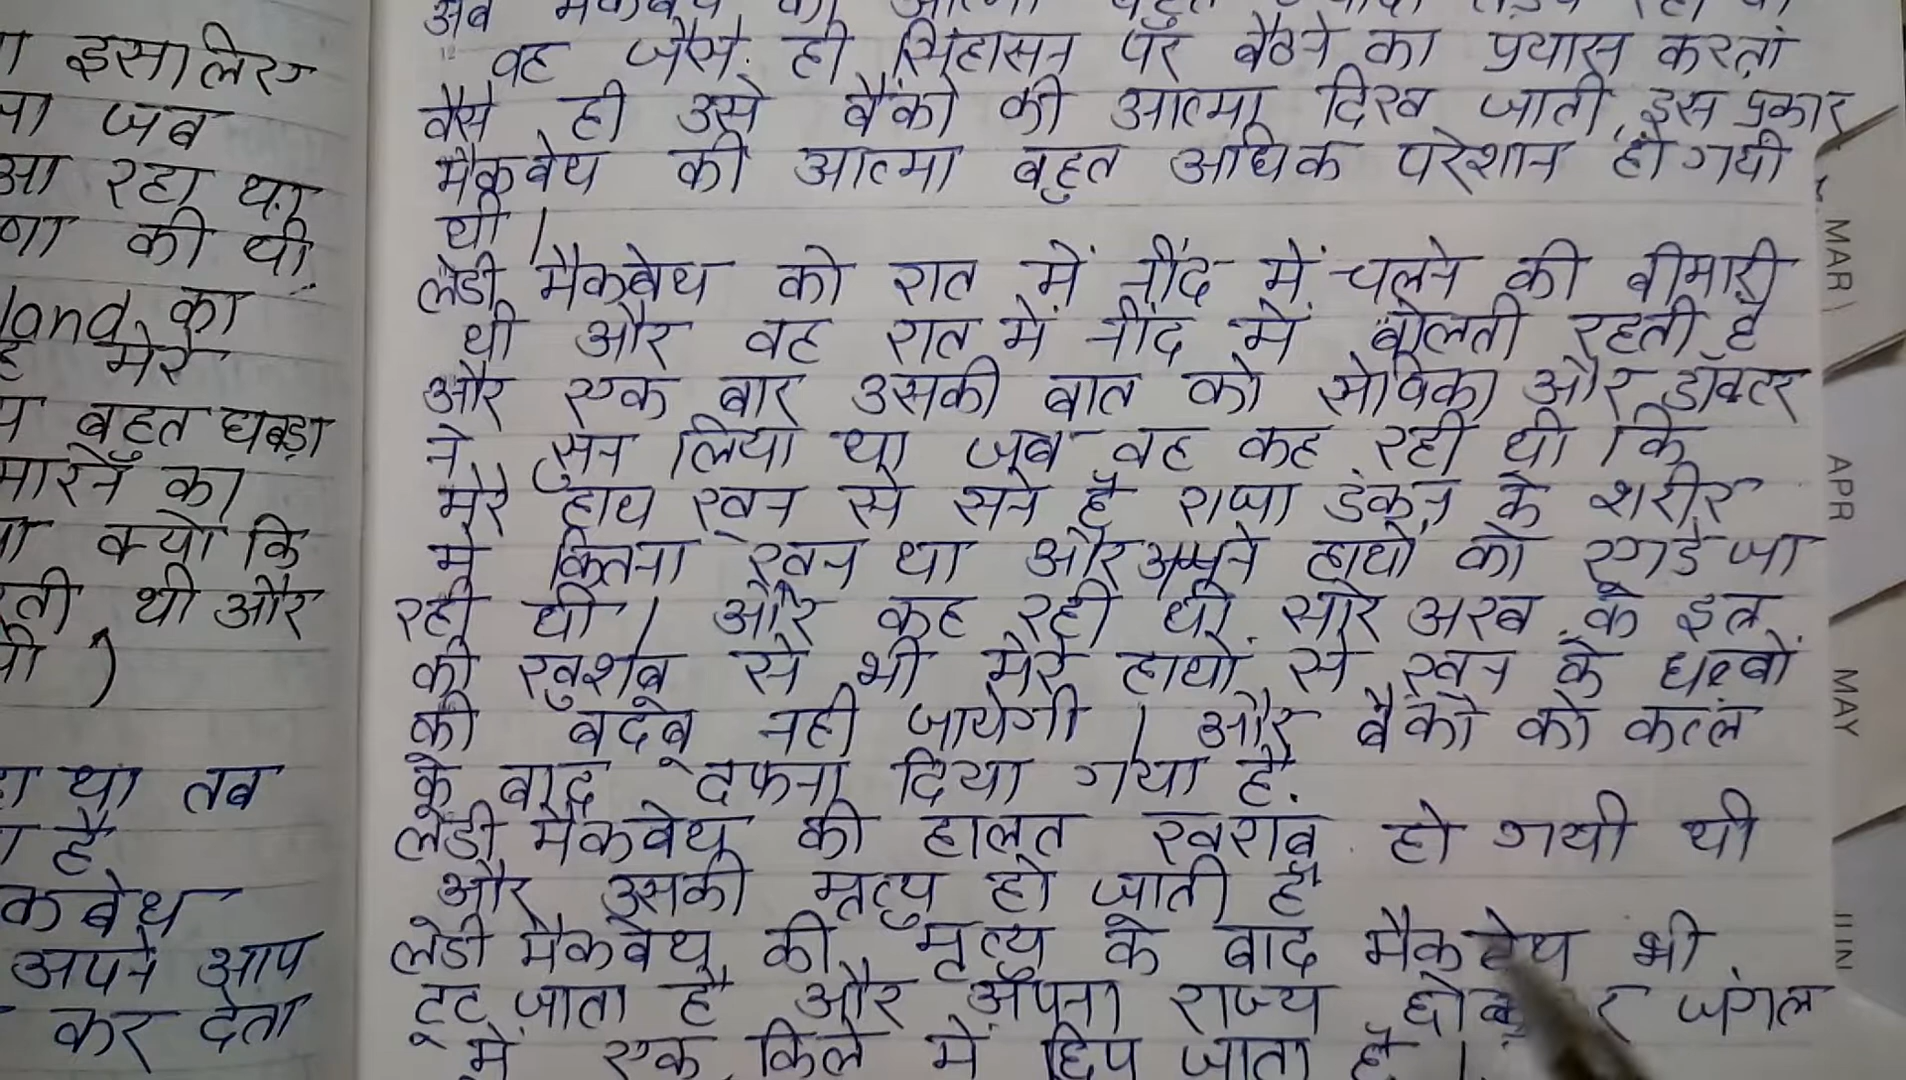 इसलिए
जब
आ रहा था
की थी
land का
है मेरे
बहुत घबड़ा
मारने का
क्यो कि
थी और
)
था तब
है
कबेथ
अपने आप
कर देता
वह जैसे ही सिंहासन पर बैठने का प्रयास करता
वैसे ही उसे बैंको की आत्मा दिख जाती, इस प्रकार
मैकवेथ की आत्मा बहुत अधिक परेशान हो गयी
थी।
लेडी मैकबेथ को रात में नींद में चलने की बीमारी
थी और वह रात में नींद में बोलती रहती है
और एक बार उसकी बात को सेविका और डॉक्टर
ने सुन लिया था जब वह कह रही थी । कि
मेरे हाथ खून से सने है राजा डंकन के शरीर
मे कितना खून था और अपने हाथो को रगडे जा
रही थी। और कह रही थी. सारे अरब के इत्र
की खुशबू से भी मेरे हाथो से खून के धब्बों
की बदबू नही जायेगी । और बैंको को कत्ल
के बाद दफना दिया गया है.
लेडी मैकवेथ की हालत खराब हो गयी थी
और उसकी मृत्यु हो जाती है
लेडी मैकवेथ की मृत्यु के बाद मैकबेथ भी
टूट जाता है और अपना राज्य जंगल
में एक किले में छिप जाता है ।
MAR
APR
MAY
JUN